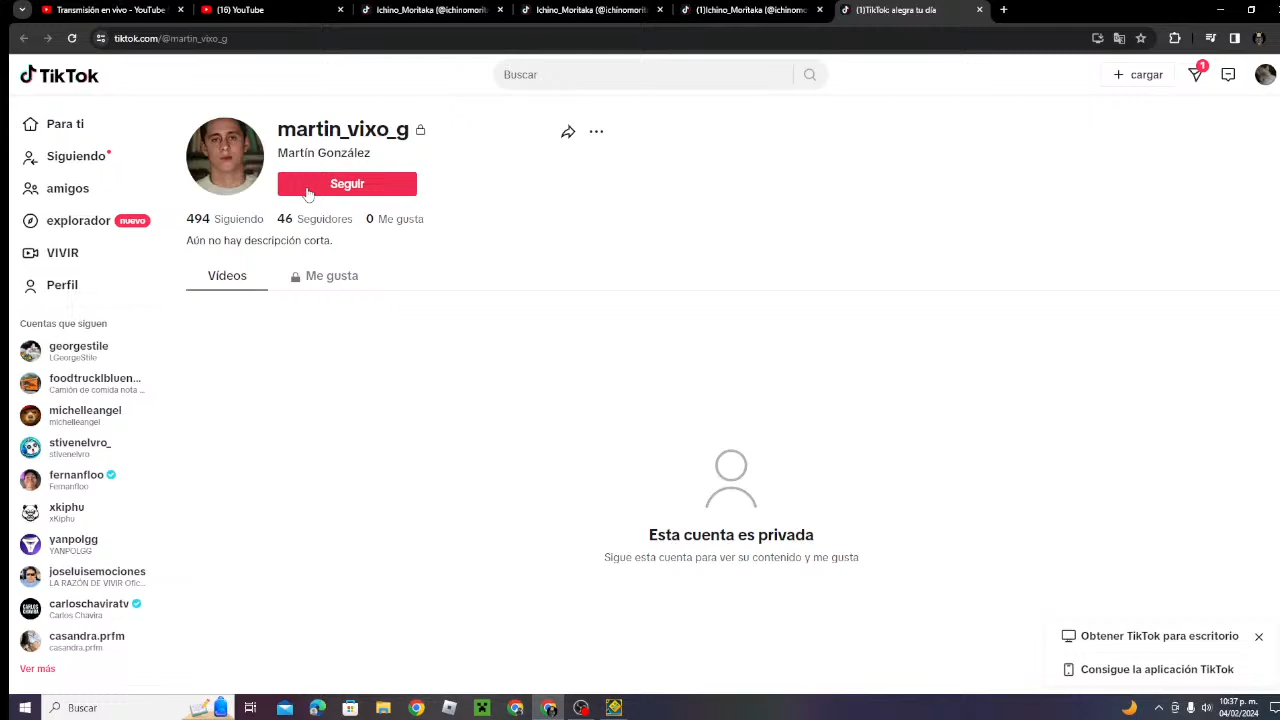 Transmisión en vivo - YouTube
(16) YouTube
Ichino_Moritaka (@ichinomorit
Ichino_Moritaka (@ichinomorit
(1)Ichino_Moritaka (@ichinomo
(1)TikTok alegra tu día
tiktok.com/@martin_vixo_g
TikTok
Buscar
cargar
1
Para ti
Siguiendo
amigos
explorador nuevo
VIVIR
Perfil
martin_vixo_g
Martín González
Seguir
494 Siguiendo 46 Seguidores 0 Me gusta
Aún no hay descripción corta.
Vídeos Me gusta
Cuentas que siguen
georgestile
LGeorgeStile
foodtrucklbluen...
Camión de comida nota ...
michelleangel
michelleangel
stivenelvro_
stivenelvro
fernanfloo
Fernanfloo
xkiphu
xKiphu
yanpolgg
YANPOLGG
joseluisemociones
LA RAZÓN DE VIVIR Ofic...
carloschaviratv
Carlos Chavira
casandra.prfm
casandra.prfm
Ver más
Esta cuenta es privada
Sigue esta cuenta para ver su contenido y me gusta
Obtener TikTok para escritorio
Consigue la aplicación TikTok
Buscar
10:37 p. m.
04/02/2024